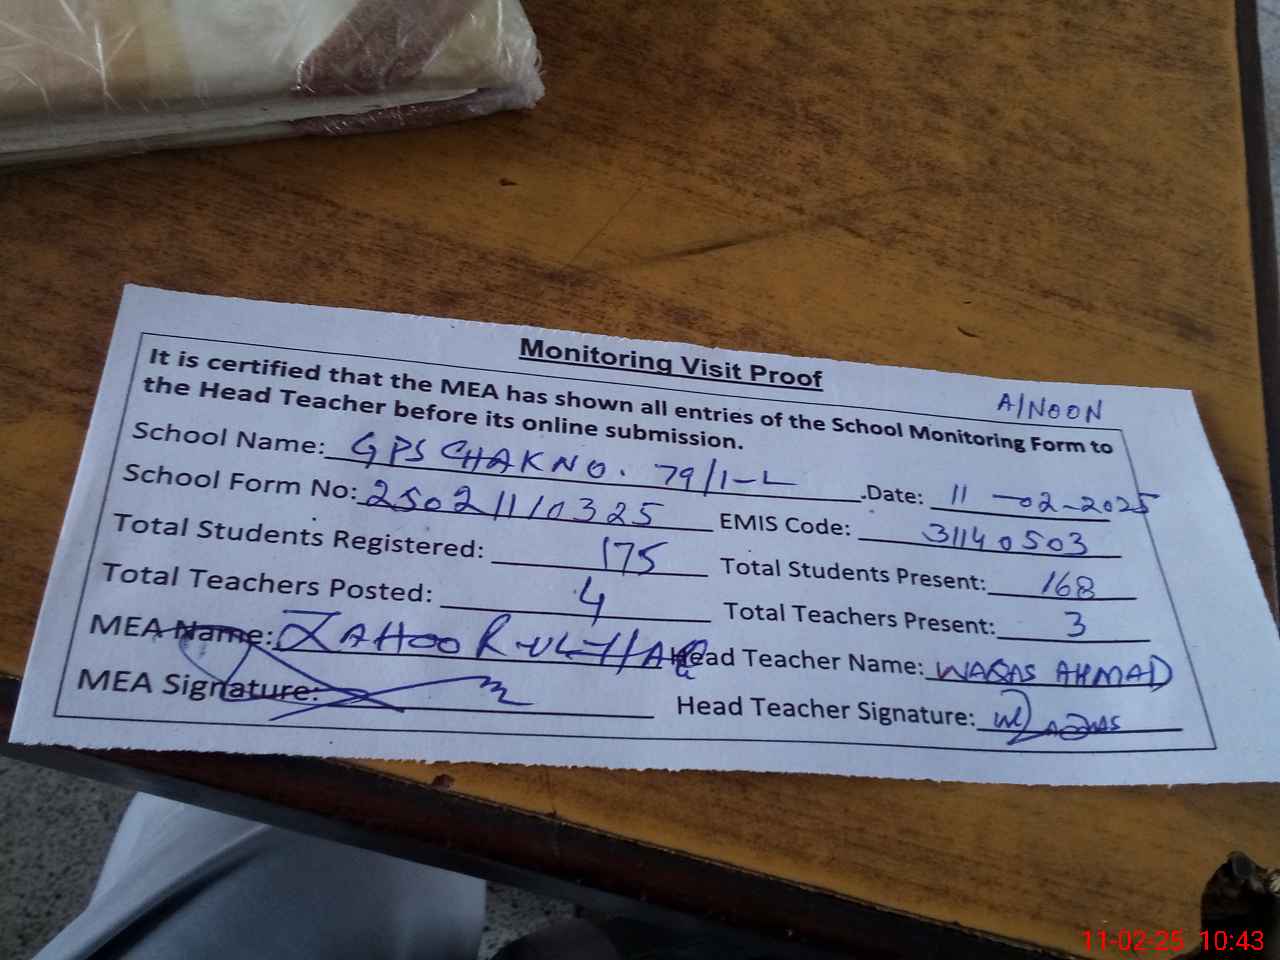 Monitoring Visit Proof
A/NOON
It is certified that the MEA has shown all entries of the School Monitoring Form to
the Head Teacher before its online submission.
School Name: GPS CHAK NO. 79/1-L Date: 11-02-2025
School Form No: 25021110325 EMIS Code: 31140503
Total Students Registered: 175 Total Students Present: 168
Total Teachers Posted: 4 Total Teachers Present: 3
MEA Name: ZAHOOR-UL-HAQ Head Teacher Name: WAQAS AHMAD
MEA Signature: Head Teacher Signature:
11-02-25 10:43